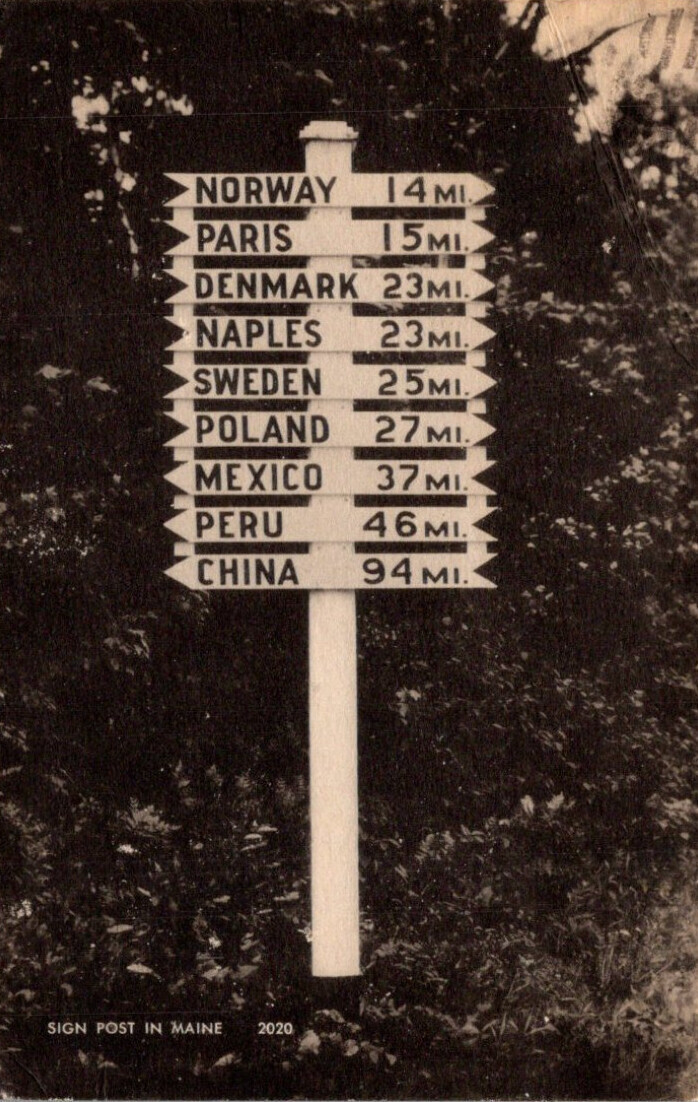 NORWAY 14 MI.
PARIS 15 MI.
DENMARK 23 MI.
NAPLES 23 MI.
SWEDEN 25 MI.
POLAND 27 MI.
MEXICO 37 MI.
PERU 46 MI.
CHINA 94 MI.
SIGN POST IN MAINE 2020